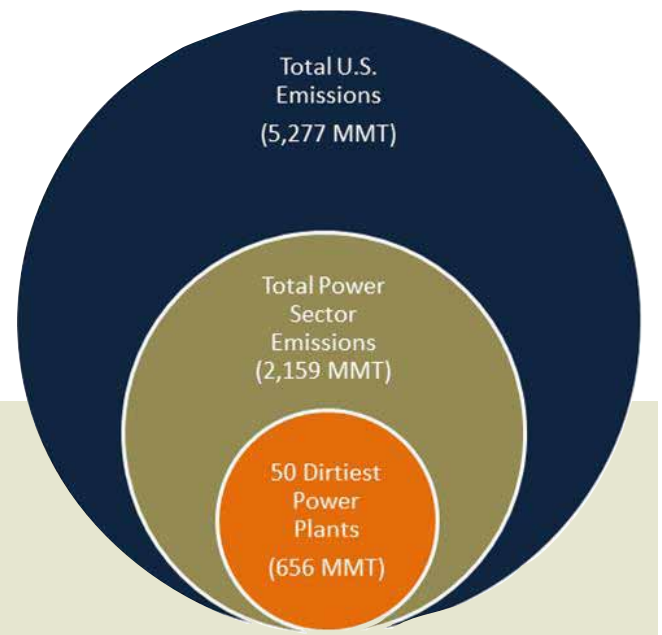 Total U.S.
Emissions
(5,277 MMT)
Total Power
Sector
Emissions
(2,159 MMT)
50 Dirtiest
Power
Plants
(656 MMT)